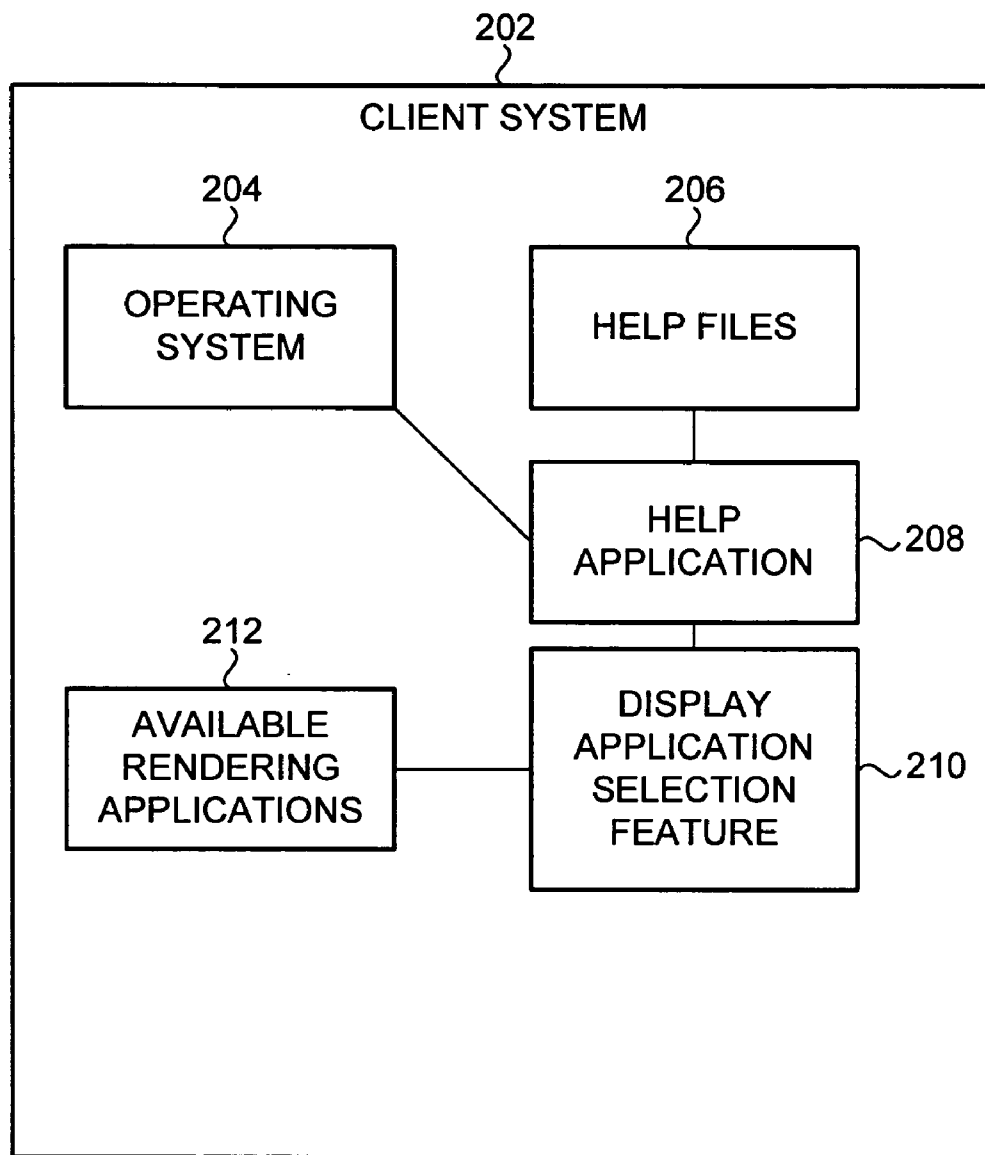 202
CLIENT SYSTEM
204
206
OPERATING
SYSTEM
HELP FILES
HELP
APPLICATION
208
212
AVAILABLE
RENDERING
APPLICATIONS
DISPLAY
APPLICATION
SELECTION
FEATURE
210